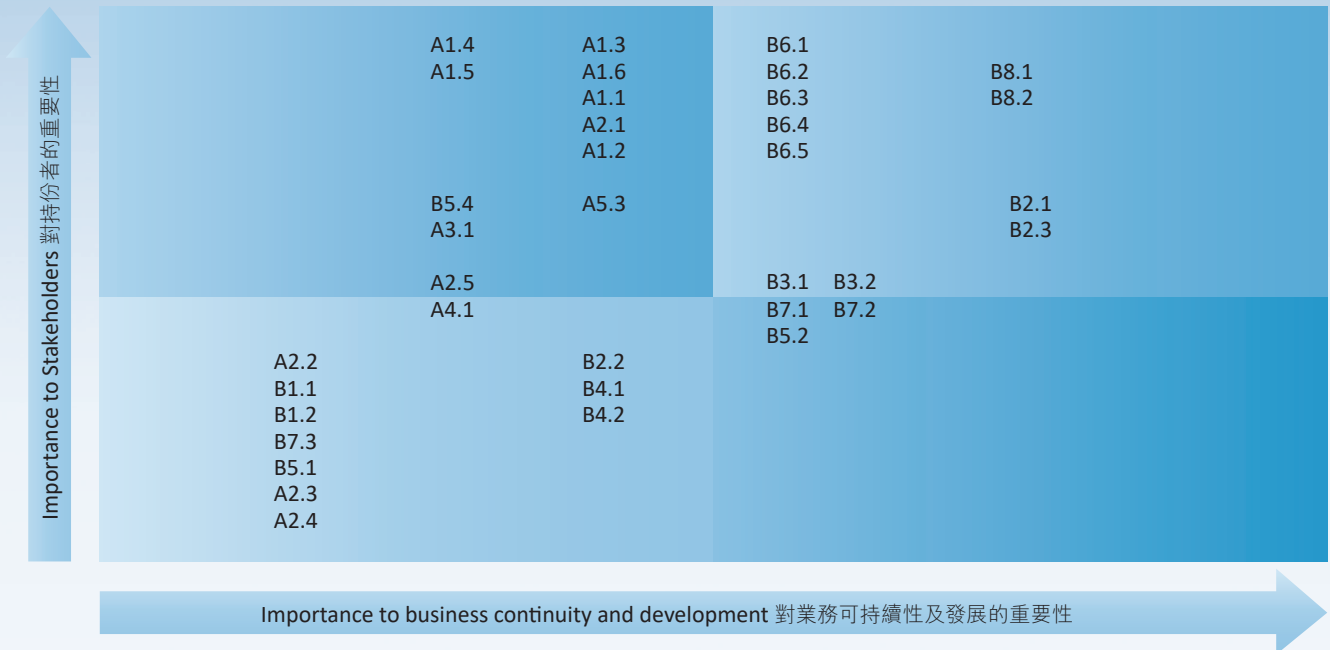 Importance to Stakeholders 對持份者的重要性
A1.4 A1.3 B6.1
A1.5 A1.6 B6.2 B8.1
A1.1 B6.3 B8.2
A2.1 B6.4
A1.2 B6.5
B5.4 A5.3 B2.1
A3.1 B2.3
A2.5 B3.1 B3.2
A4.1 B7.1 B7.2
B5.2
A2.2 B2.2
B1.1 B4.1
B1.2 B4.2
B7.3
B5.1
A2.3
A2.4
Importance to business continuity and development 對業務可持續性及發展的重要性